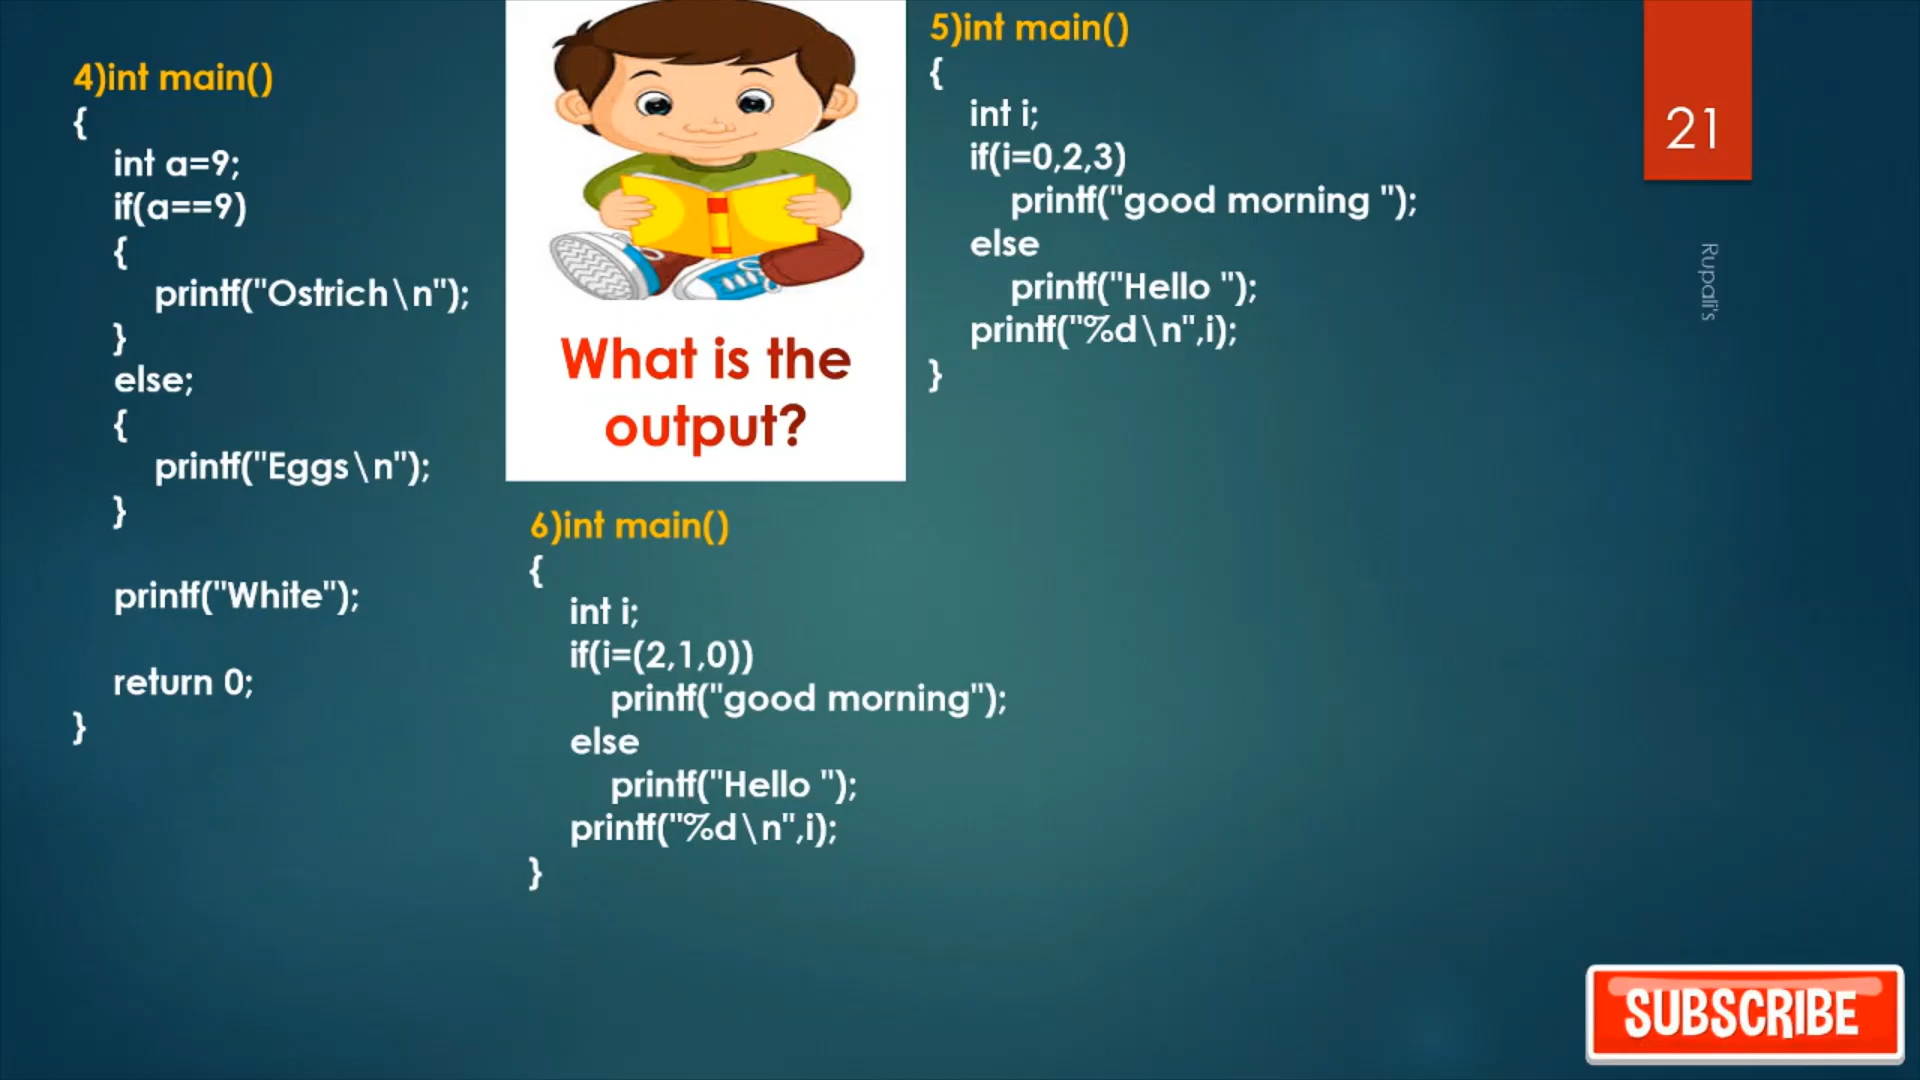 4)int main()
{
int a=9;
if(a==9)
{
printf("Ostrich\n");
}
else;
{
printf("Eggs\n");
}
printf("White");
return 0;
}
What is the
output?
5)int main()
{
int i;
if(i=0,2,3)
printf("good morning ");
else
printf("Hello ");
printf("%d\n",i);
}
6)int main()
{
int i;
if(i=(2,1,0))
printf("good morning");
else
printf("Hello ");
printf("%d\n",i);
}
21
Rupali's
SUBSCRIBE